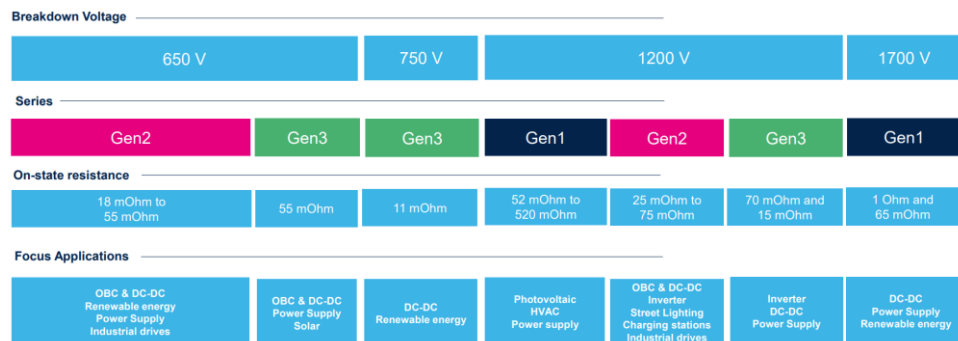 Breakdown Voltage
650 V
750 V
1200 V
1700 V
Series
Gen2
Gen3
Gen3
Gen1
Gen2
Gen3
Gen1
On-state resistance
18 mOhm to
55 mOhm
55 mOhm
11 mOhm
52 mOhm to
520 mOhm
25 mOhm to
75 mOhm
70 mOhm and
15 mOhm
1 Ohm and
65 mOhm
Focus Applications
OBC & DC-DC
Renewable energy
Power Supply
Industrial drives
OBC & DC-DC
Power Supply
Solar
DC-DC
Renewable energy
Photovoltaic
HVAC
Power supply
OBC & DC-DC
Inverter
Street Lighting
Charging stations
Industrial drives
Inverter
DC-DC
Power Supply
DC-DC
Power Supply
Renewable energy